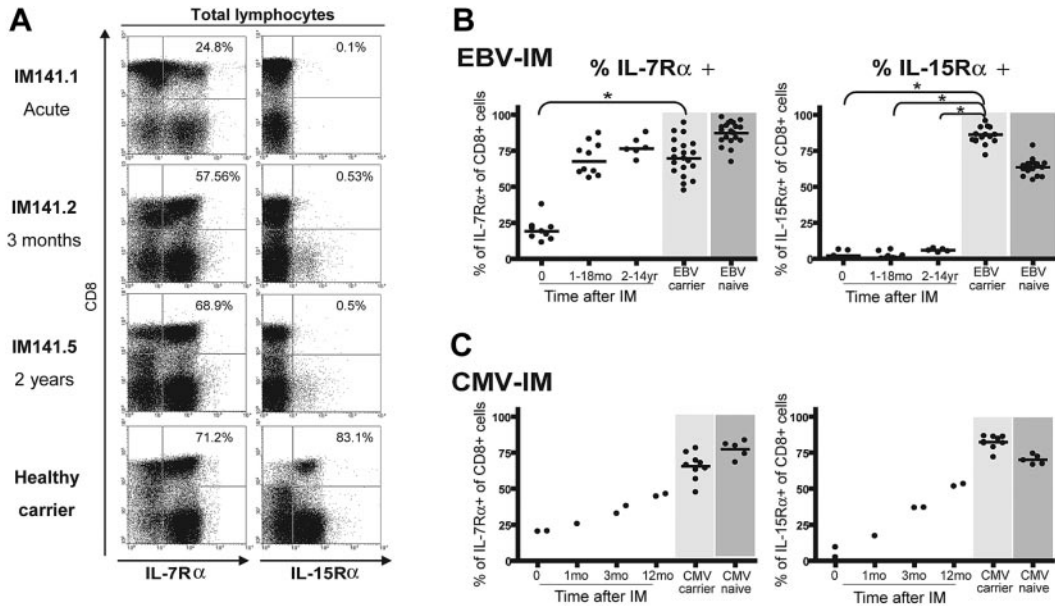 A
Total lymphocytes
IM141.1
Acute
24.8%
0.1%
IM141.2
3 months
57.56%
0.53%
IM141.5
2 years
68.9%
0.5%
Healthy
carrier
71.2%
83.1%
CD8
IL-7Rα
IL-15Rα
B
EBV-IM
% IL-7Rα +
% of IL-7Rα+ of CD8+ cells
100
75
50
25
0
*
0
1-18mo
2-14yr
EBV
carrier
EBV
naive
Time after IM
% IL-15Rα +
% of IL-15Rα+ of CD8+ cells
100
75
50
25
0
*
*
*
0
1-18mo
2-14yr
EBV
carrier
EBV
naive
Time after IM
C
CMV-IM
% of IL-7Rα+ of CD8+ cells
100
75
50
25
0
0
1mo
3mo
12mo
CMV
carrier
CMV
naive
Time after IM
% of IL-15Rα+ of CD8+ cells
100
75
50
25
0
0
1mo
3mo
12mo
CMV
carrier
CMV
naive
Time after IM